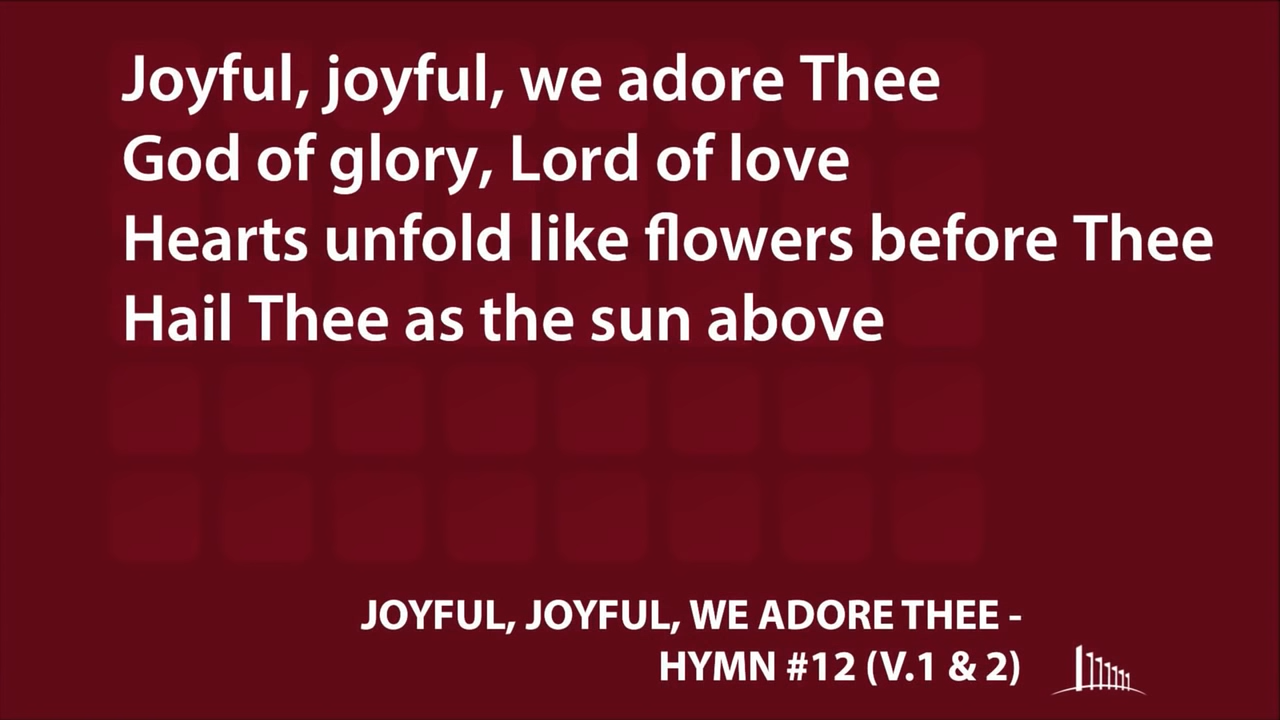 Joyful, joyful, we adore Thee
God of glory, Lord of love
Hearts unfold like flowers before Thee
Hail Thee as the sun above
JOYFUL, JOYFUL, WE ADORE THEE -
HYMN #12 (V.1 & 2)